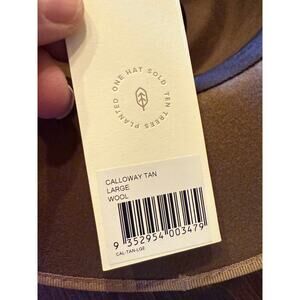 ONE HAT SOLD TEN TREES PLANTED
CALLOWAY TAN
LARGE
WOOL
9 352954 003479
CAL-TAN-LGE